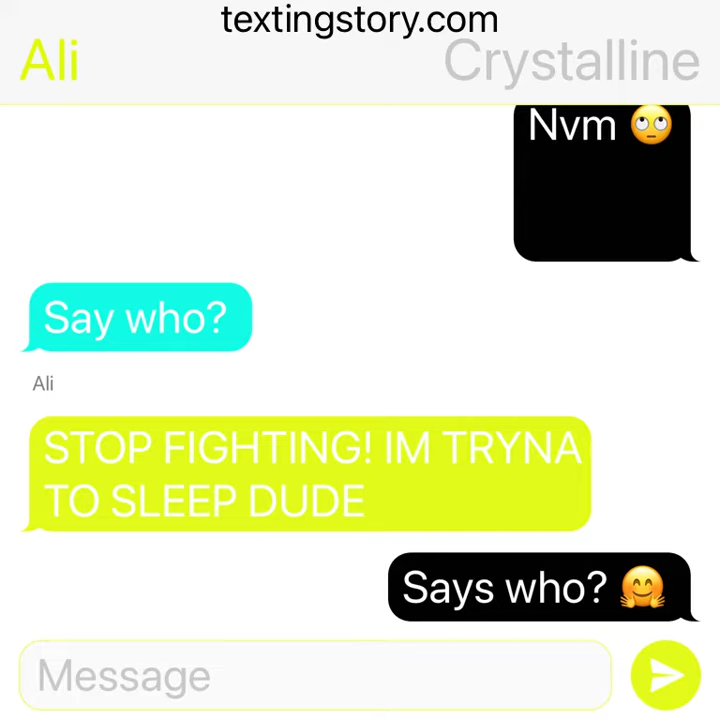 textingstory.com
Ali
Crystalline
Nvm 🙄
Say who?
Ali
STOP FIGHTING! IM TRYNA
TO SLEEP DUDE
Says who? 🤗
Message